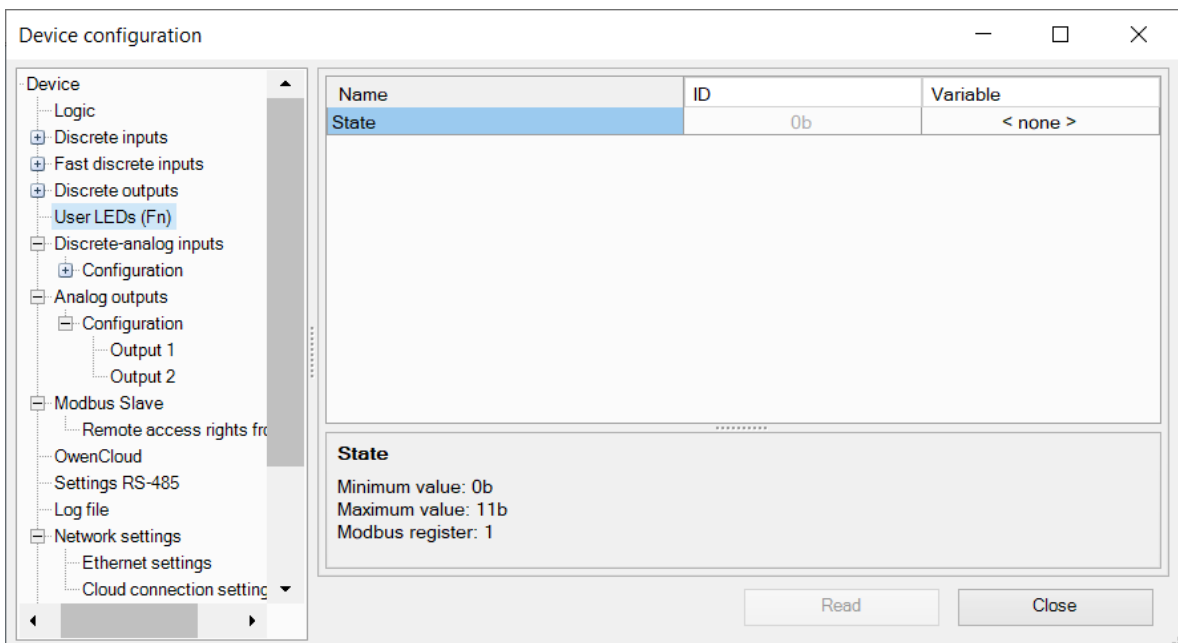 Device configuration
Device
Logic
Discrete inputs
Fast discrete inputs
Discrete outputs
User LEDs (Fn)
Discrete-analog inputs
Configuration
Analog outputs
Configuration
Output 1
Output 2
Modbus Slave
Remote access rights fro
OwenCloud
Settings RS-485
Log file
Network settings
Ethernet settings
Cloud connection setting
Name ID Variable
State 0b < none >
State
Minimum value: 0b
Maximum value: 11b
Modbus register: 1
Read Close